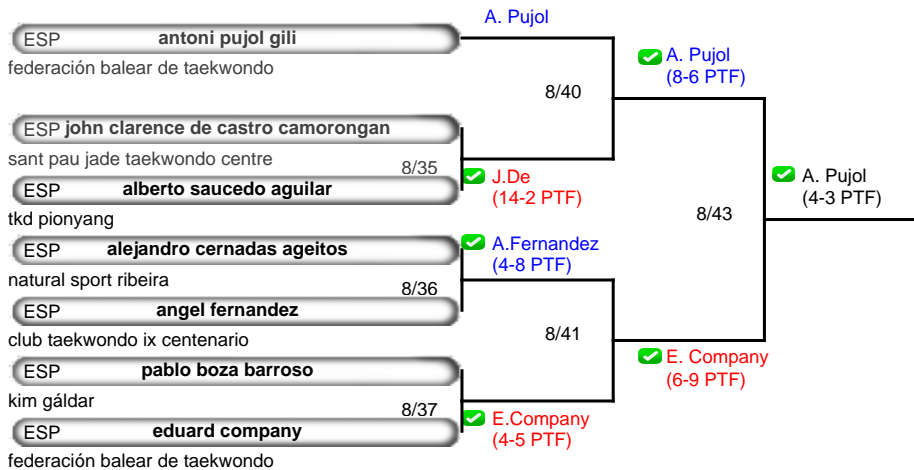 A. Pujol
ESP antoni pujol gili
federación balear de taekwondo
A. Pujol
(8-6 PTF)
8/40
ESP john clarence de castro camorongan
sant pau jade taekwondo centre
8/35
ESP alberto saucedo aguilar
J.De
(14-2 PTF)
A. Pujol
(4-3 PTF)
tkd pionyang
8/43
ESP alejandro cernadas ageitos
A.Fernandez
(4-8 PTF)
natural sport ribeira
8/36
ESP angel fernandez
club taekwondo ix centenario
8/41
ESP pablo boza barroso
E. Company
(6-9 PTF)
kim gáldar
8/37
ESP eduard company
E.Company
(4-5 PTF)
federación balear de taekwondo